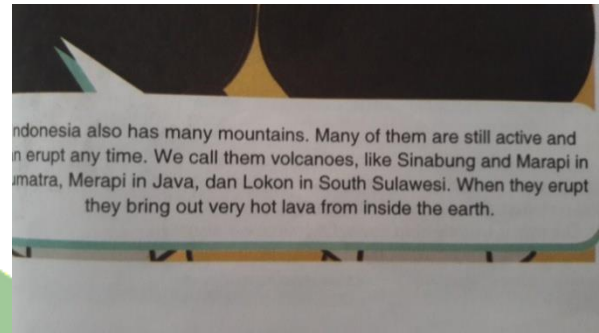 ndonesia also has many mountains. Many of them are still active and
n erupt any time. We call them volcanoes, like Sinabung and Marapi in
umatra, Merapi in Java, dan Lokon in South Sulawesi. When they erupt
they bring out very hot lava from inside the earth.